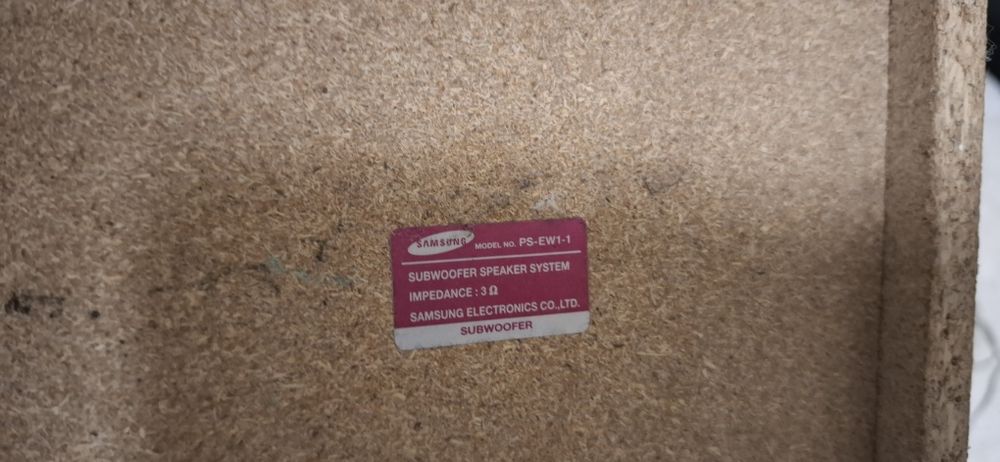 SAMSUNG MODEL NO. PS-EW1-1
SUBWOOFER SPEAKER SYSTEM
IMPEDANCE : 3 Ω
SAMSUNG ELECTRONICS CO.,LTD.
SUBWOOFER